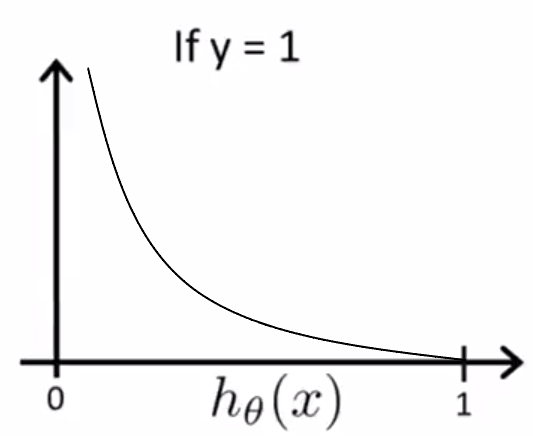 If y = 1
0
hθ(x)
1